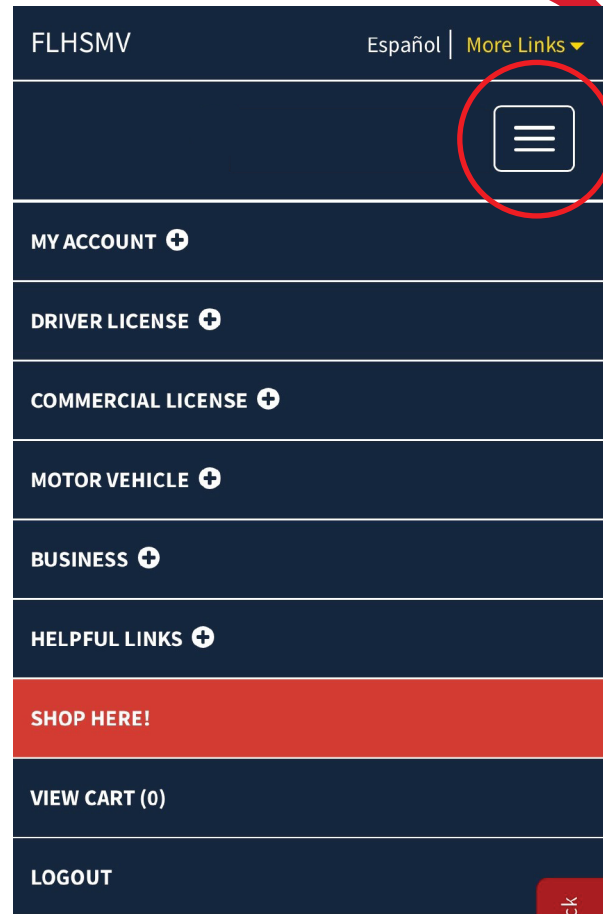 FLHSMV Español | More Links
MY ACCOUNT
DRIVER LICENSE
COMMERCIAL LICENSE
MOTOR VEHICLE
BUSINESS
HELPFUL LINKS
SHOP HERE!
VIEW CART (0)
LOGOUT